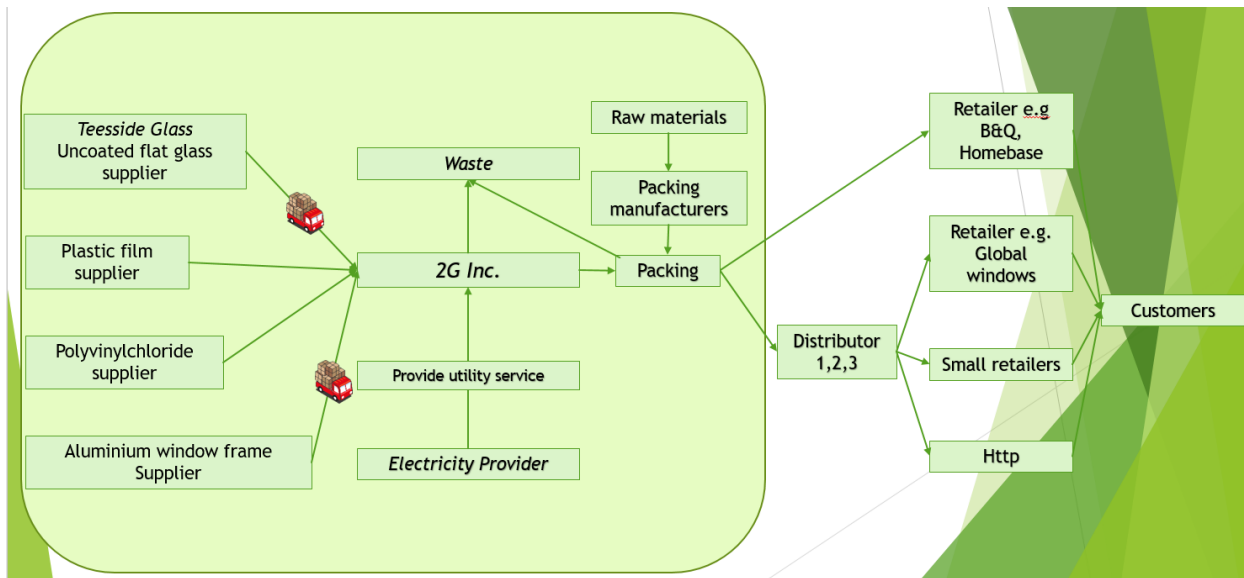 Teesside Glass
Uncoated flat glass
supplier
Plastic film
supplier
Polyvinylchloride
supplier
Aluminium window frame
Supplier
Waste
2G Inc.
Provide utility service
Electricity Provider
Raw materials
Packing
manufacturers
Packing
Distributor
1,2,3
Retailer e.g
B&Q,
Homebase
Retailer e.g.
Global
windows
Small retailers
Http
Customers